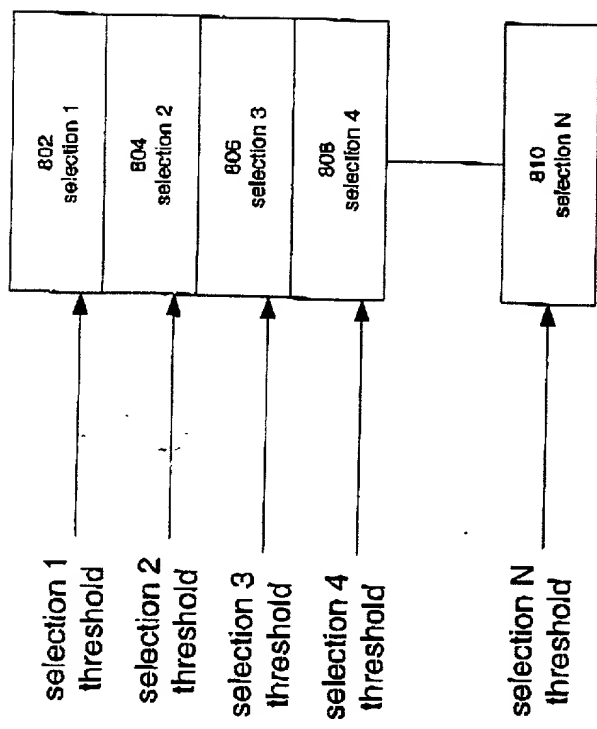 802
selection 1
804
selection 2
806
selection 3
808
selection 4
810
selection N
selection 1
threshold
selection 2
threshold
selection 3
threshold
selection 4
threshold
selection N
threshold